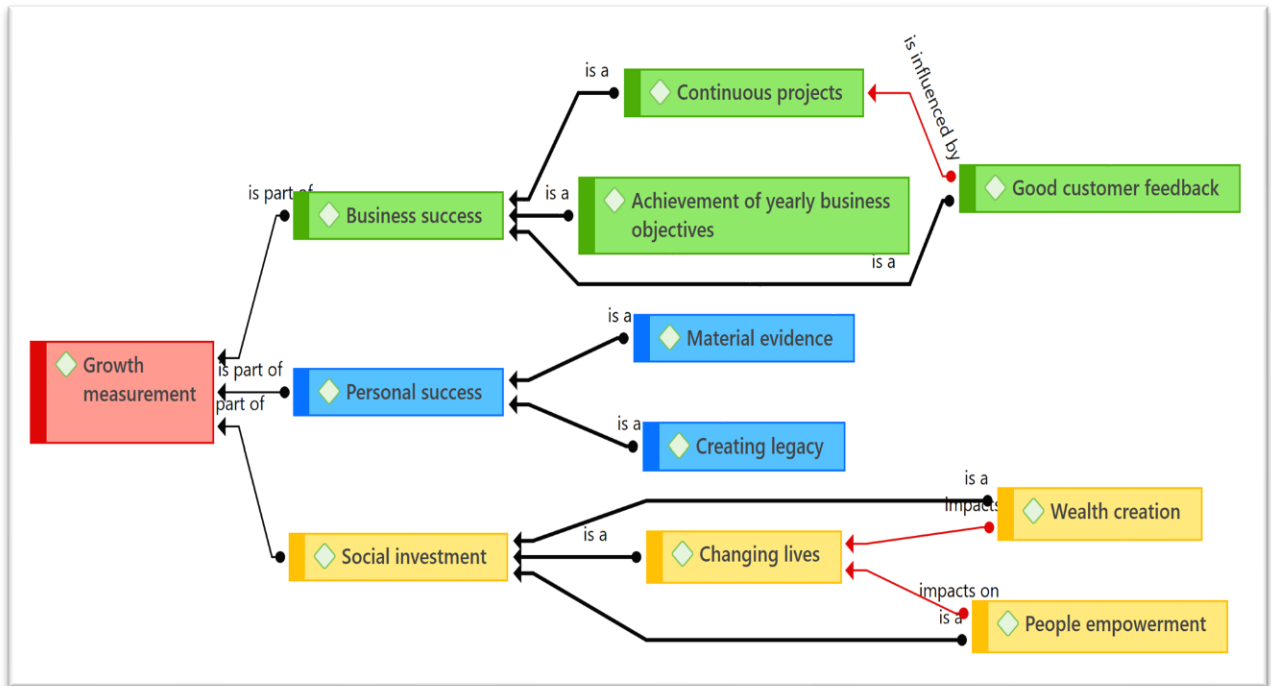 is a
Continuous projects
is influenced by
is part of
Business success
is a
Achievement of yearly business
objectives
Good customer feedback
is a
Growth
measurement
is part of
Personal success
is a
Material evidence
is a
Creating legacy
part of
Social investment
is a
Changing lives
is a
Impacts
Wealth creation
impacts on
is a
People empowerment